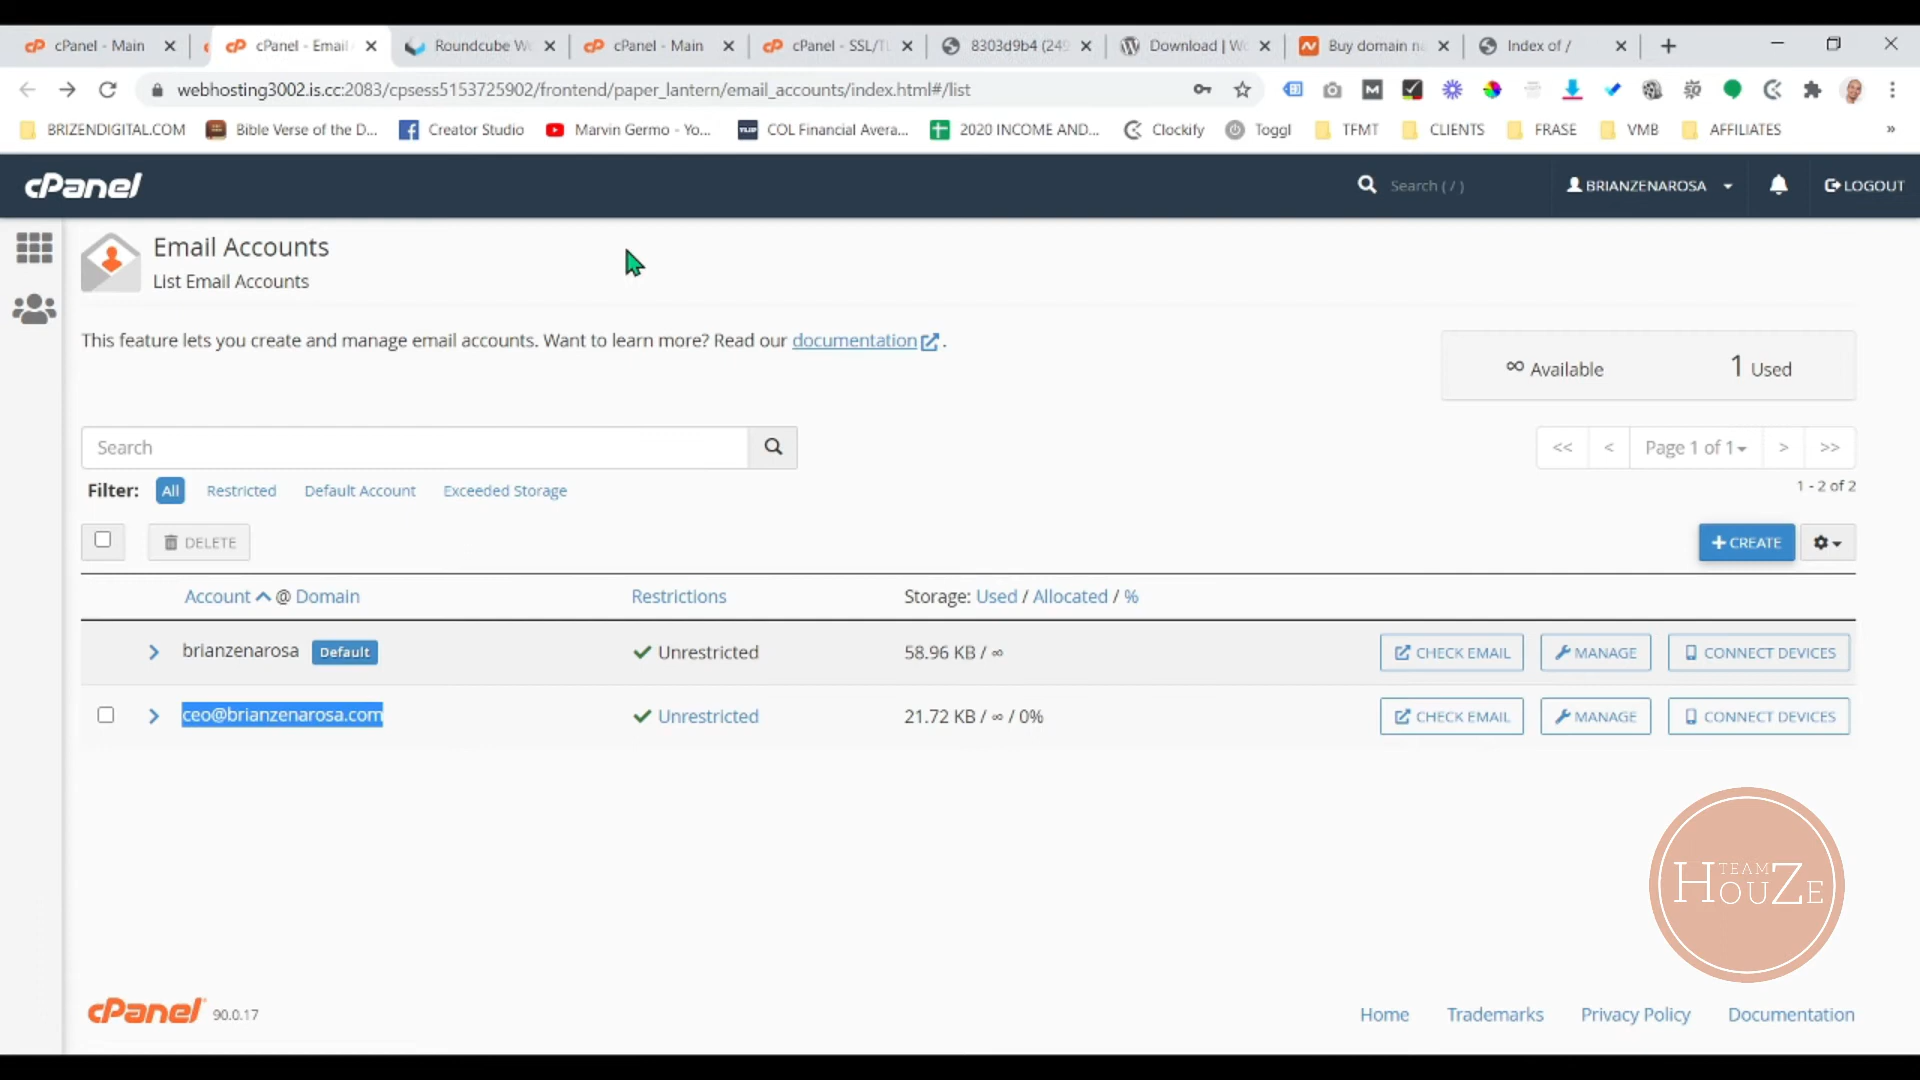 cPanel - Main
cPanel - Email
Roundcube W
cPanel - Main
cPanel - SSL/TL
8303d9b4 (249
Download | Wo
Buy domain n
Index of /
webhosting3002.is.cc:2083/cpsess5153725902/frontend/paper_lantern/email_accounts/index.html#/list
BRIZENDIGITAL.COM
Bible Verse of the D...
Creator Studio
Marvin Germo - Yo...
COL Financial Avera...
2020 INCOME AND...
Clockify
Toggl
TFMT
CLIENTS
FRASE
VMB
AFFILIATES
»
cPanel
Search ( / )
BRIANZENAROSA
LOGOUT
Email Accounts
List Email Accounts
This feature lets you create and manage email accounts. Want to learn more? Read our documentation .
∞ Available
1 Used
Search
<< < Page 1 of 1 > >>
Filter: All Restricted Default Account Exceeded Storage
1 - 2 of 2
DELETE
+ CREATE
Account @ Domain
Restrictions
Storage: Used / Allocated / %
brianzenarosa Default
Unrestricted
58.96 KB / ∞
CHECK EMAIL
MANAGE
CONNECT DEVICES
ceo@brianzenarosa.com
Unrestricted
21.72 KB / ∞ / 0%
CHECK EMAIL
MANAGE
CONNECT DEVICES
TEAM
HOUZE
cPanel 90.0.17
Home
Trademarks
Privacy Policy
Documentation